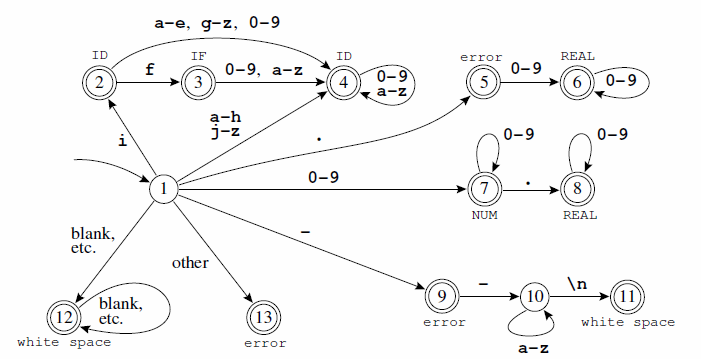 a-e, g-z, 0-9
ID
IF
ID
error
REAL
2
f
3
0-9, a-z
4
0-9
a-z
5
0-9
6
0-9
i
a-h
j-z
.
0-9
0-9
0-9
1
7
.
8
NUM
REAL
blank,
etc.
other
-
blank,
etc.
12
13
9
-
10
\n
11
white space
error
error
white space
a-z